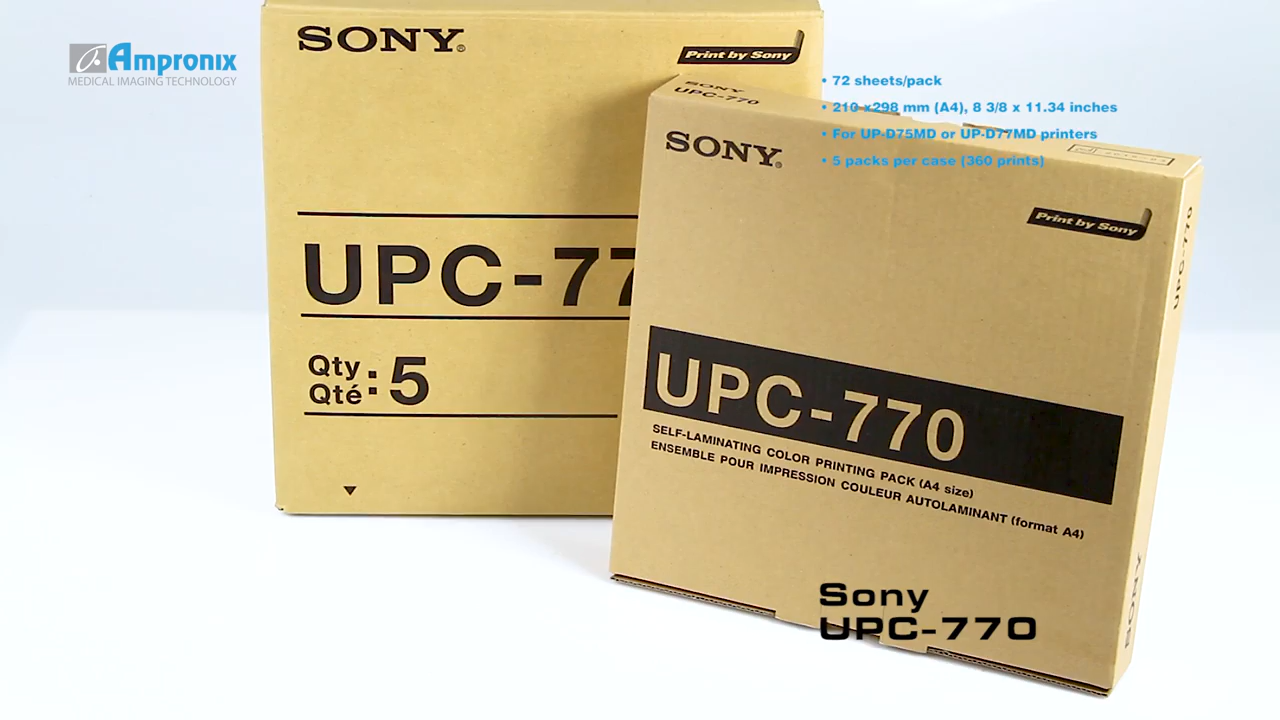 Ampronix
MEDICAL IMAGING TECHNOLOGY
SONY®
Print by Sony
UPC-77
Qty
Qté : 5
SONY
UPC-770
SONY®
Print by Sony
UPC-770
SELF-LAMINATING COLOR PRINTING PACK (A4 size)
ENSEMBLE POUR IMPRESSION COULEUR AUTOLAMINANT (format A4)
UPC-770
SONY
• 72 sheets/pack
• 210 x298 mm (A4), 8 3/8 x 11.34 inches
• For UP-D75MD or UP-D77MD printers
• 5 packs per case (360 prints)
Sony
UPC-770